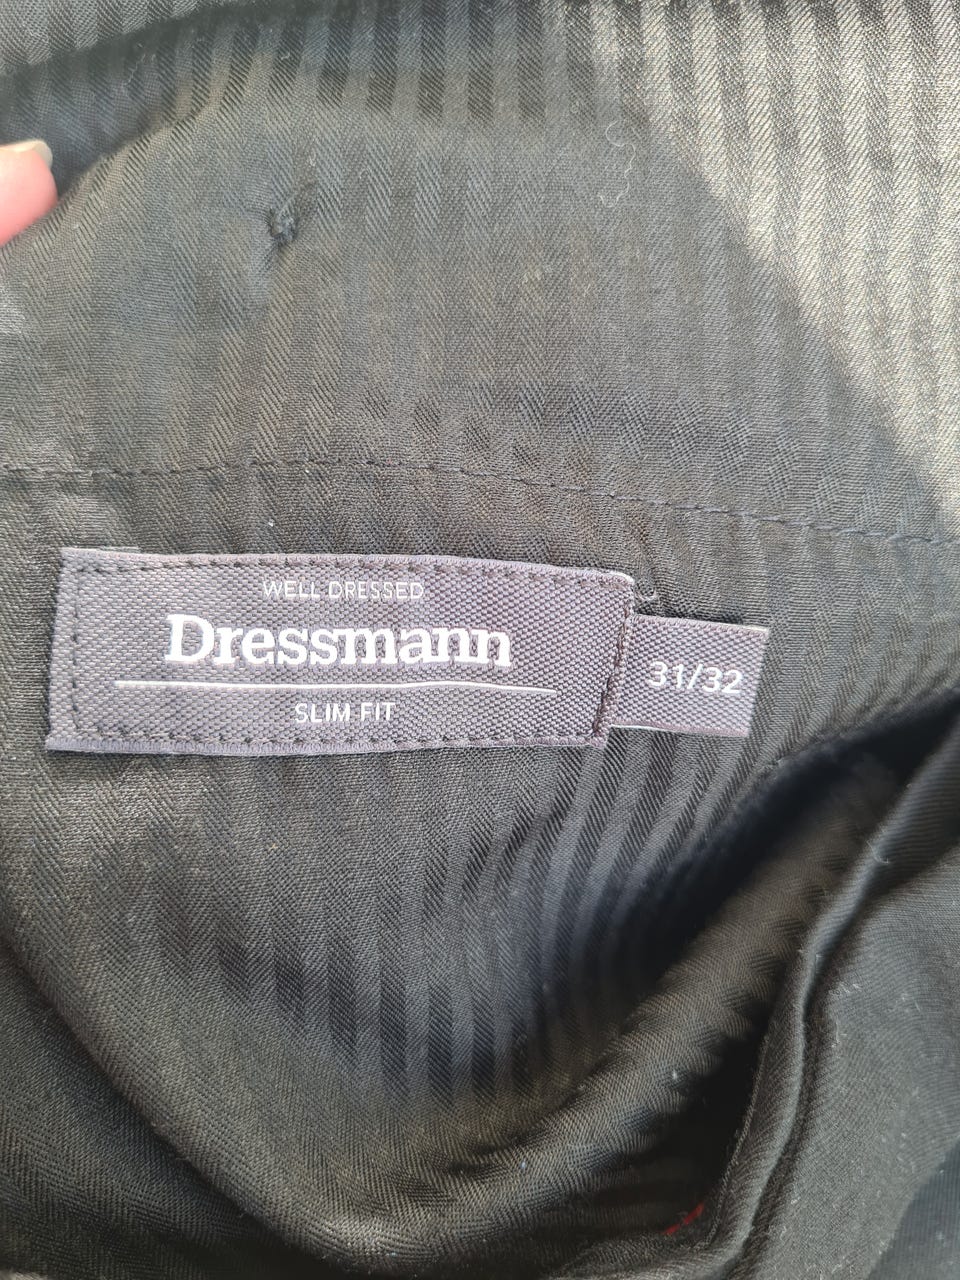 WELL DRESSED
Dressmann
SLIM FIT
31/32